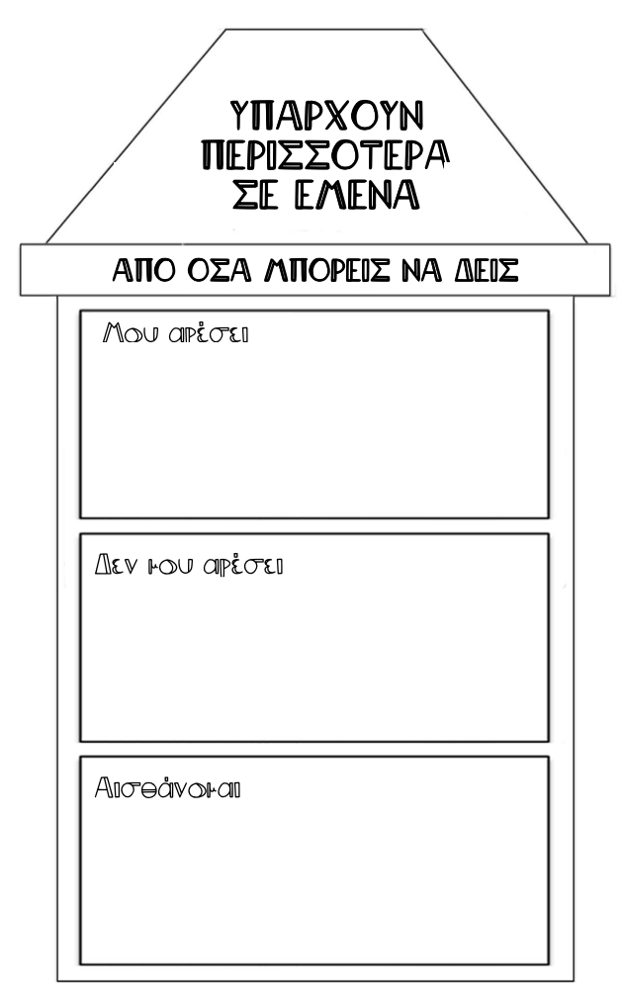 ΥΠΑΡΧΟΥΝ
ΠΕΡΙΣΣΟΤΕΡΑ
ΣΕ ΕΜΕΝΑ
ΑΠΟ ΟΣΑ ΜΠΟΡΕΙΣ ΝΑ ΔΕΙΣ
Μου αρέσει
Δεν μου αρέσει
Αισθάνομαι